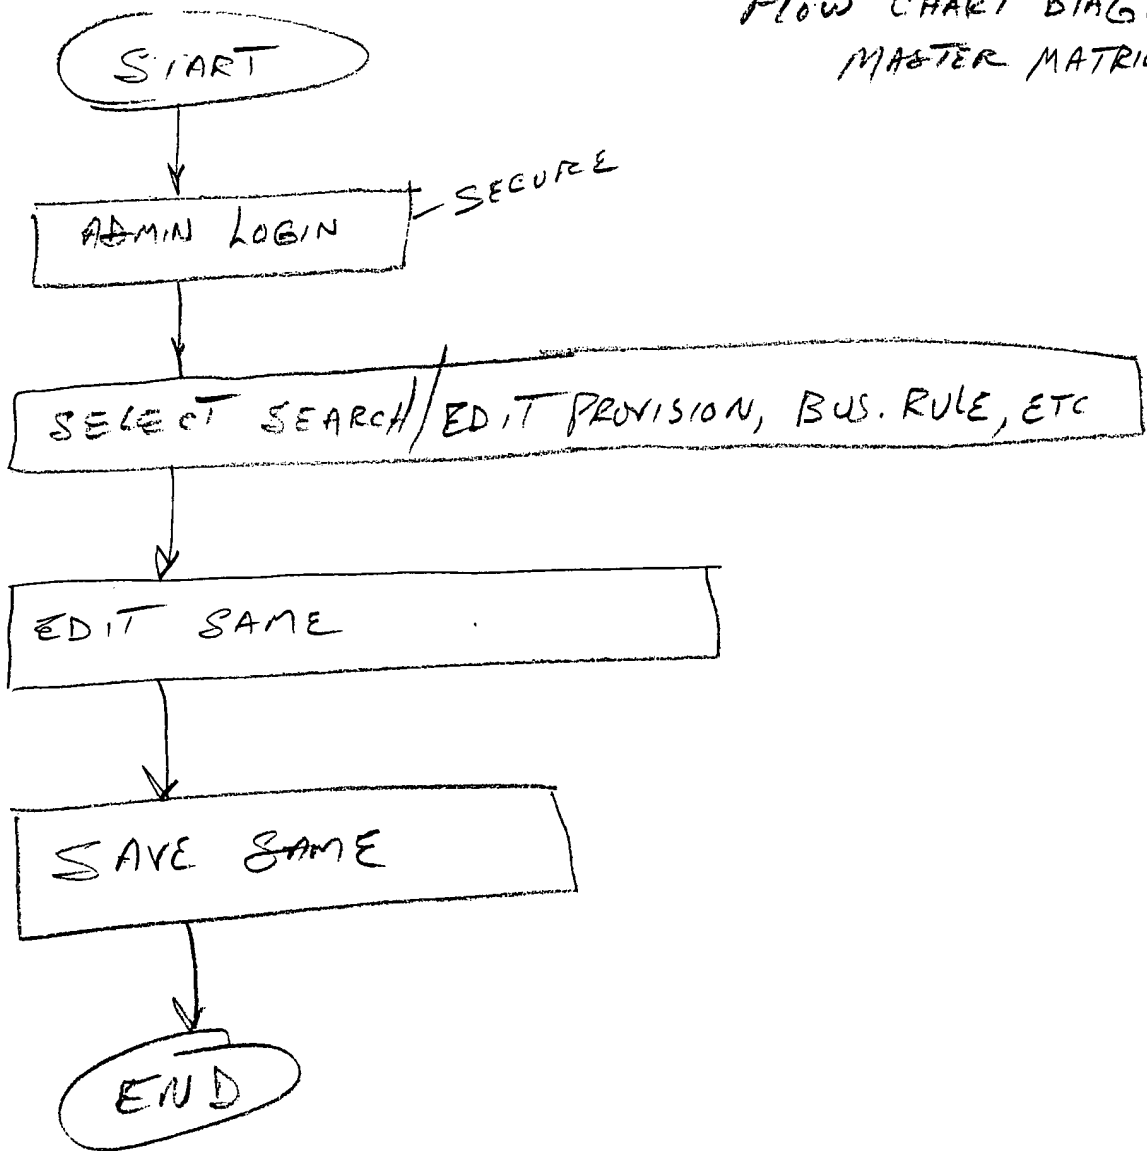 FLOW CHART DIAG
MASTER MATRI
START
SECURE
ADMIN LOGIN
SELECT SEARCH/EDIT PROVISION, BUS. RULE, ETC
EDIT SAME
SAVE SAME
END